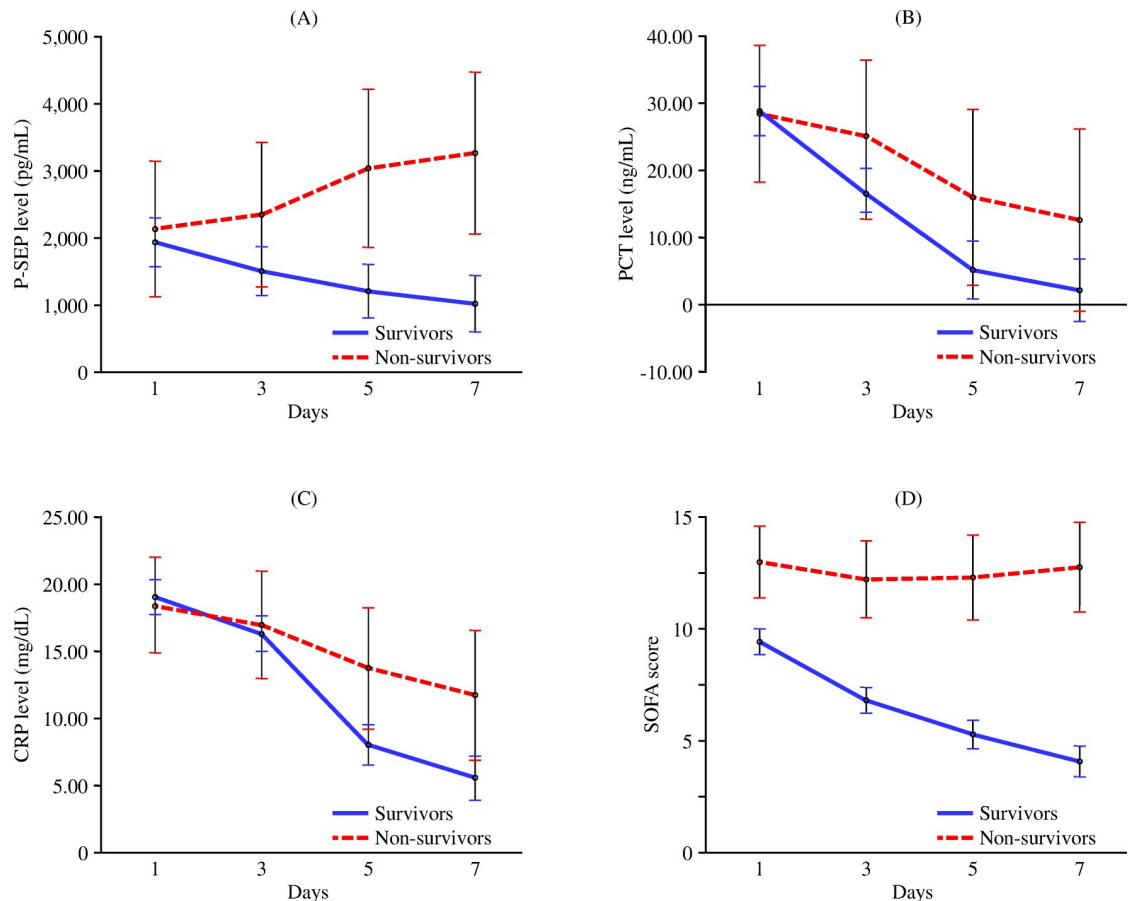 (A)
P-SEP level (pg/mL)
5,000
4,000
3,000
2,000
1,000
0
Survivors
Non-survivors
1 3 5 7
Days
(B)
PCT level (ng/mL)
40.00
30.00
20.00
10.00
0
-10.00
Survivors
Non-survivors
1 3 5 7
Days
(C)
CRP level (mg/dL)
25.00
20.00
15.00
10.00
5.00
0
Survivors
Non-survivors
1 3 5 7
Days
(D)
SOFA score
15
10
5
0
Survivors
Non-survivors
1 3 5 7
Days